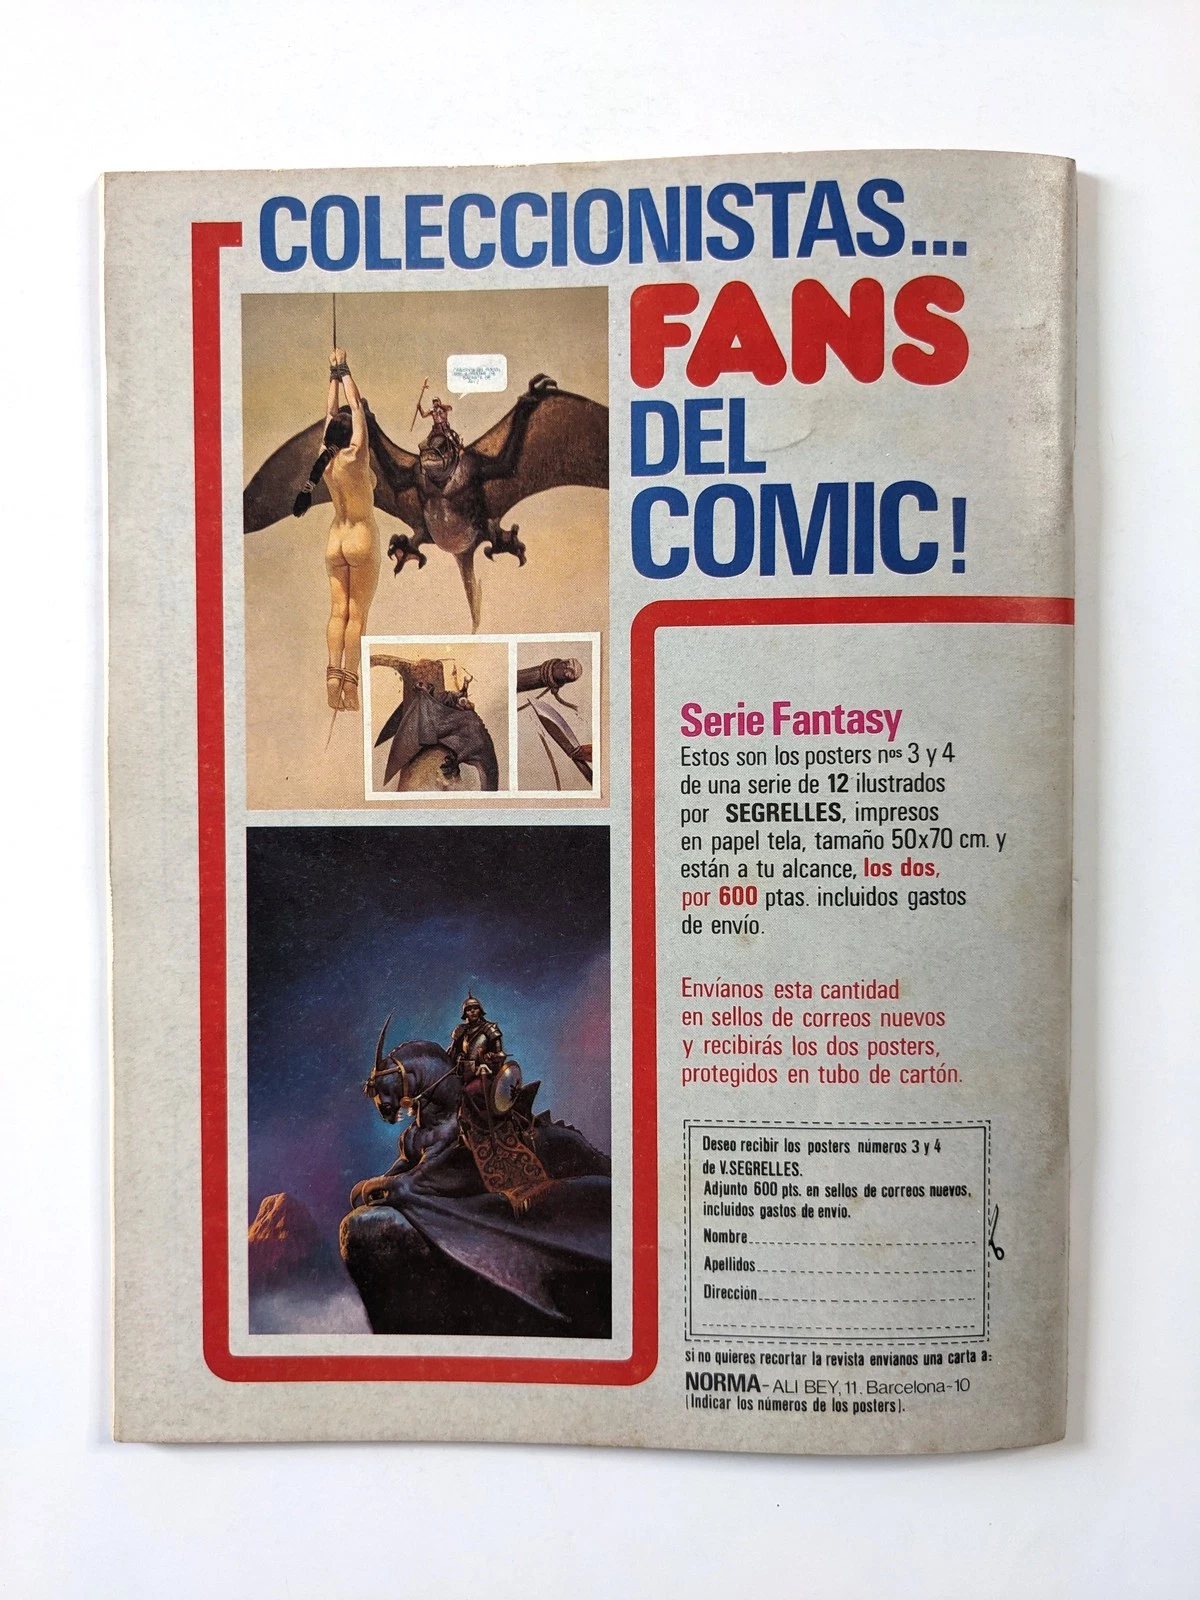 COLECCIONISTAS...
FANS
DEL
COMIC!
Serie Fantasy
Estos son los posters nos 3 y 4
de una serie de 12 ilustrados
por SEGRELLES, impresos
en papel tela, tamaño 50x70 cm. y
están a tu alcance, los dos,
por 600 ptas. incluidos gastos
de envío.
Envíanos esta cantidad
en sellos de correos nuevos
y recibirás los dos posters,
protegidos en tubo de cartón.
Deseo recibir los posters números 3 y 4
de V.SEGRELLES.
Adjunto 600 pts. en sellos de correos nuevos,
incluidos gastos de envio.
Nombre
Apellidos
Dirección
si no quieres recortar la revista envianos una carta a:
NORMA-ALI BEY, 11. Barcelona-10
(Indicar los números de los posters).